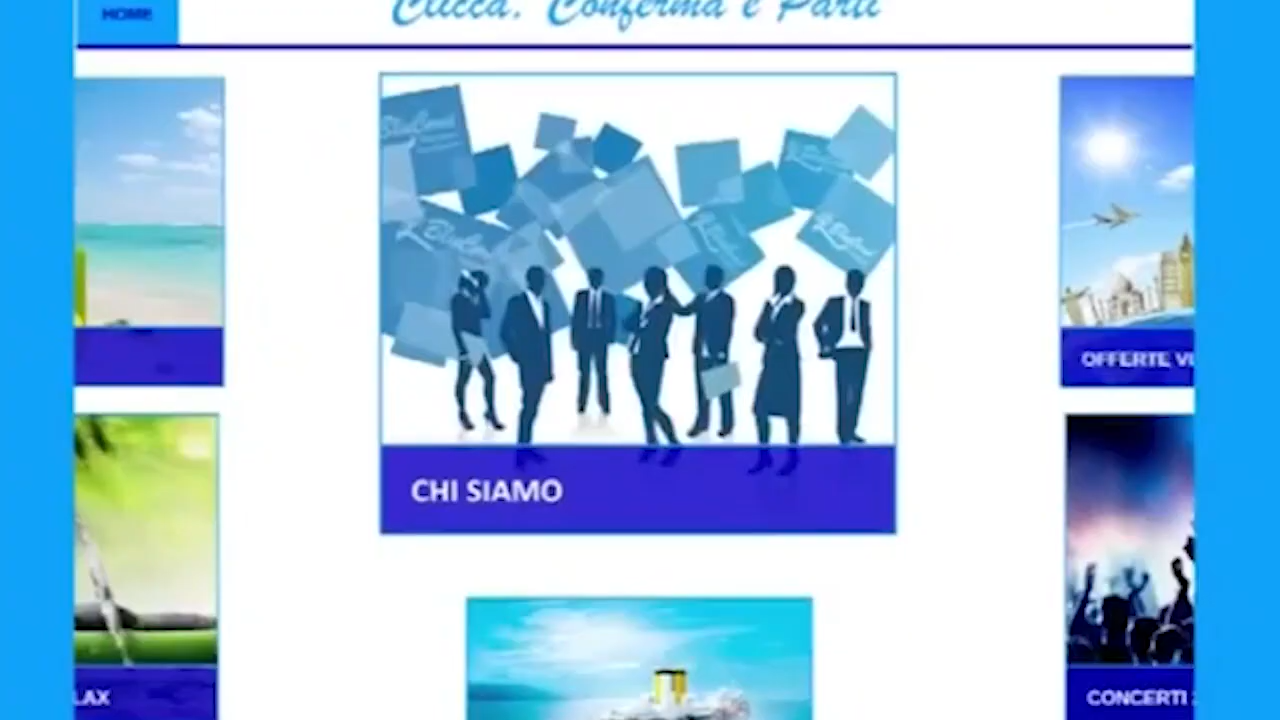 HOME
Clicca, Conferma e Parti
OFFERTE
CHI SIAMO
LAX
CONCERTI